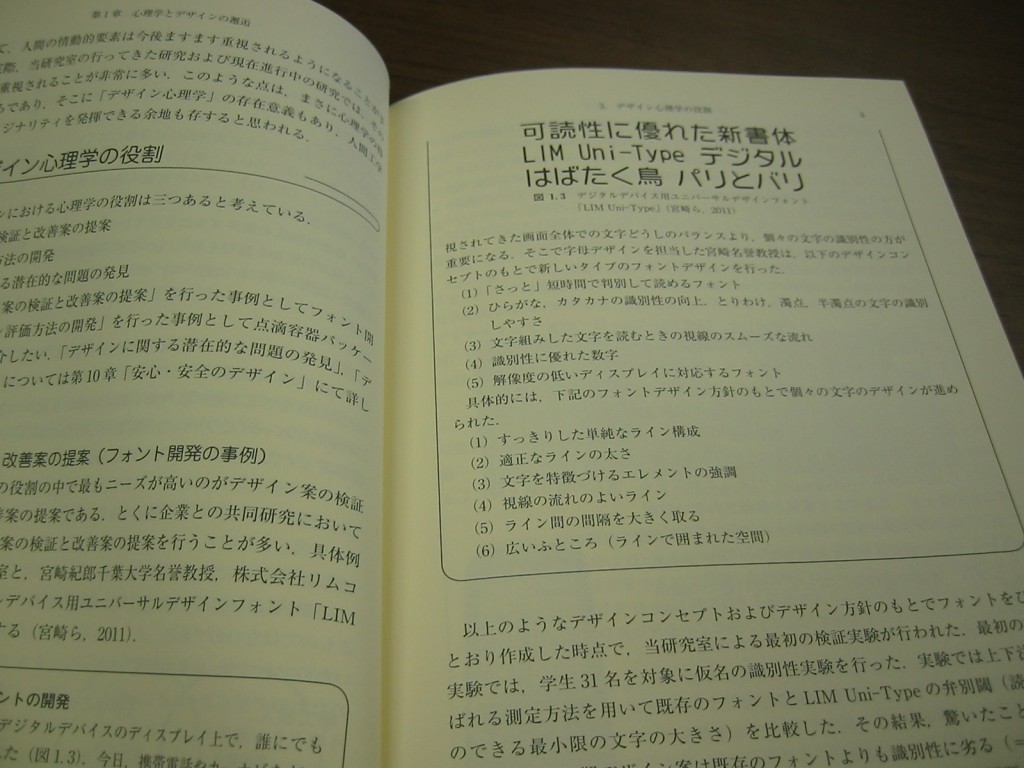 第1章 心理学とデザインの邂逅
て，人間の情動的要素は今後ますます重視されるようになること
実際，当研究室の行ってきた研究および現在進行中の研究では，
重視されることが非常に多い．このような点は，まさに心理学の
であり，そこに「デザイン心理学」の存在意義もあり，人間工学
ジナリティを発揮できる余地も存すると思われる．
ザイン心理学の役割
ンにおける心理学の役割は三つあると考えている．
検証と改善案の提案
方法の開発
る潜在的な問題の発見
案の検証と改善案の提案」を行った事例としてフォント開
評価方法の開発」を行った事例として点滴容器パッケー
介したい．「デザインに関する潜在的な問題の発見」，「デ
については第10章「安心・安全のデザイン」にて詳し
改善案の提案（フォント開発の事例）
の役割の中で最もニーズが高いのがデザイン案の検証
善案の提案である．とくに企業との共同研究において
案の検証と改善案の提案を行うことが多い．具体例
室と，宮崎紀郎千葉大学名誉教授，株式会社リムコ
デバイス用ユニバーサルデザインフォント「LIM
する（宮崎ら，2011）．
ントの開発
デジタルデバイスのディスプレイ上で，誰にでも
た（図1.3）．今日，携帯電話や
3. デザイン心理学の役割
可読性に優れた新書体
LIM Uni-Type デジタル
はばたく鳥 パリとバリ
図 1.3 デジタルデバイス用ユニバーサルデザインフォント
「LIM Uni-Type」（宮崎ら，2011）
視されてきた画面全体での文字どうしのバランスより，個々の文字の識別性の方が
重要になる．そこで字母デザインを担当した宮崎名誉教授は，以下のデザインコン
セプトのもとで新しいタイプのフォントデザインを行った．
（1）「さっと」短時間で判別して読めるフォント
（2） ひらがな，カタカナの識別性の向上．とりわけ，濁点，半濁点の文字の識別
しやすさ
（3） 文字組みした文字を読むときの視線のスムーズな流れ
（4） 識別性に優れた数字
（5） 解像度の低いディスプレイに対応するフォント
具体的には，下記のフォントデザイン方針のもとで個々の文字のデザインが進め
られた．
（1） すっきりした単純なライン構成
（2） 適正なラインの太さ
（3） 文字を特徴づけるエレメントの強調
（4） 視線の流れのよいライン
（5） ライン間の間隔を大きく取る
（6） 広いふところ（ラインで囲まれた空間）
以上のようなデザインコンセプトおよびデザイン方針のもとでフォントをひ
とおり作成した時点で，当研究室による最初の検証実験が行われた．最初の
実験では，学生31名を対象に仮名の識別性実験を行った．実験では上下法
ばれる測定方法を用いて既存のフォントとLIM Uni-Typeの弁別閾（読
のできる最小限の文字の大きさ）を比較した．その結果，驚いたこと
デザイン案は既存のフォントよりも識別性に劣る（＝